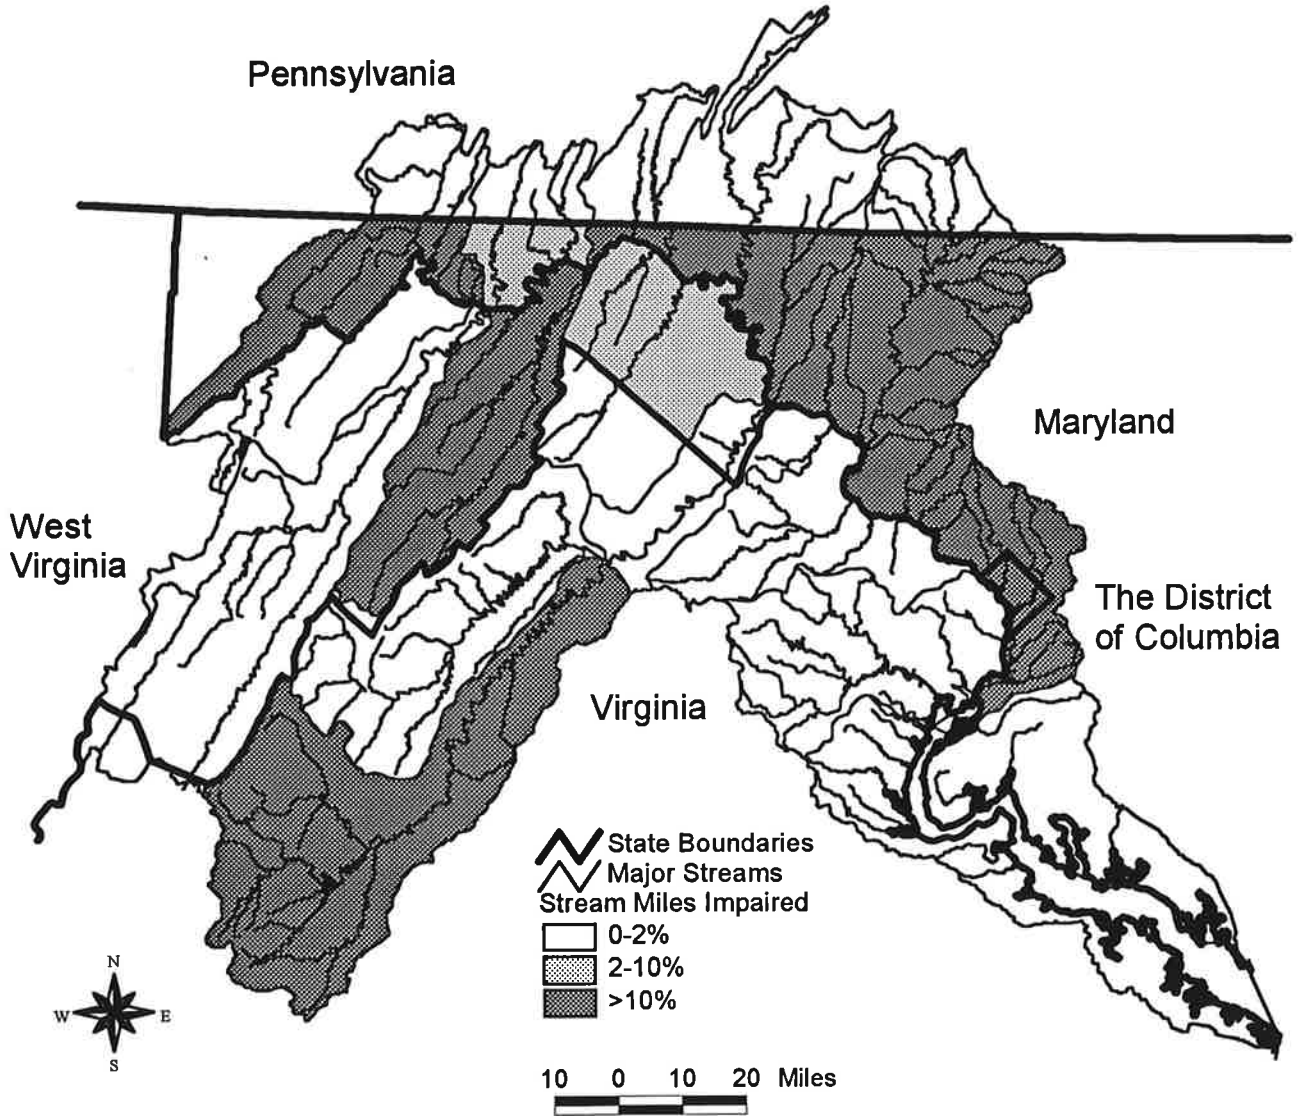 Pennsylvania
Maryland
West
Virginia
The District
of Columbia
Virginia
State Boundaries
Major Streams
Stream Miles Impaired
0-2%
2-10%
>10%
N
W E
S
10 0 10 20 Miles